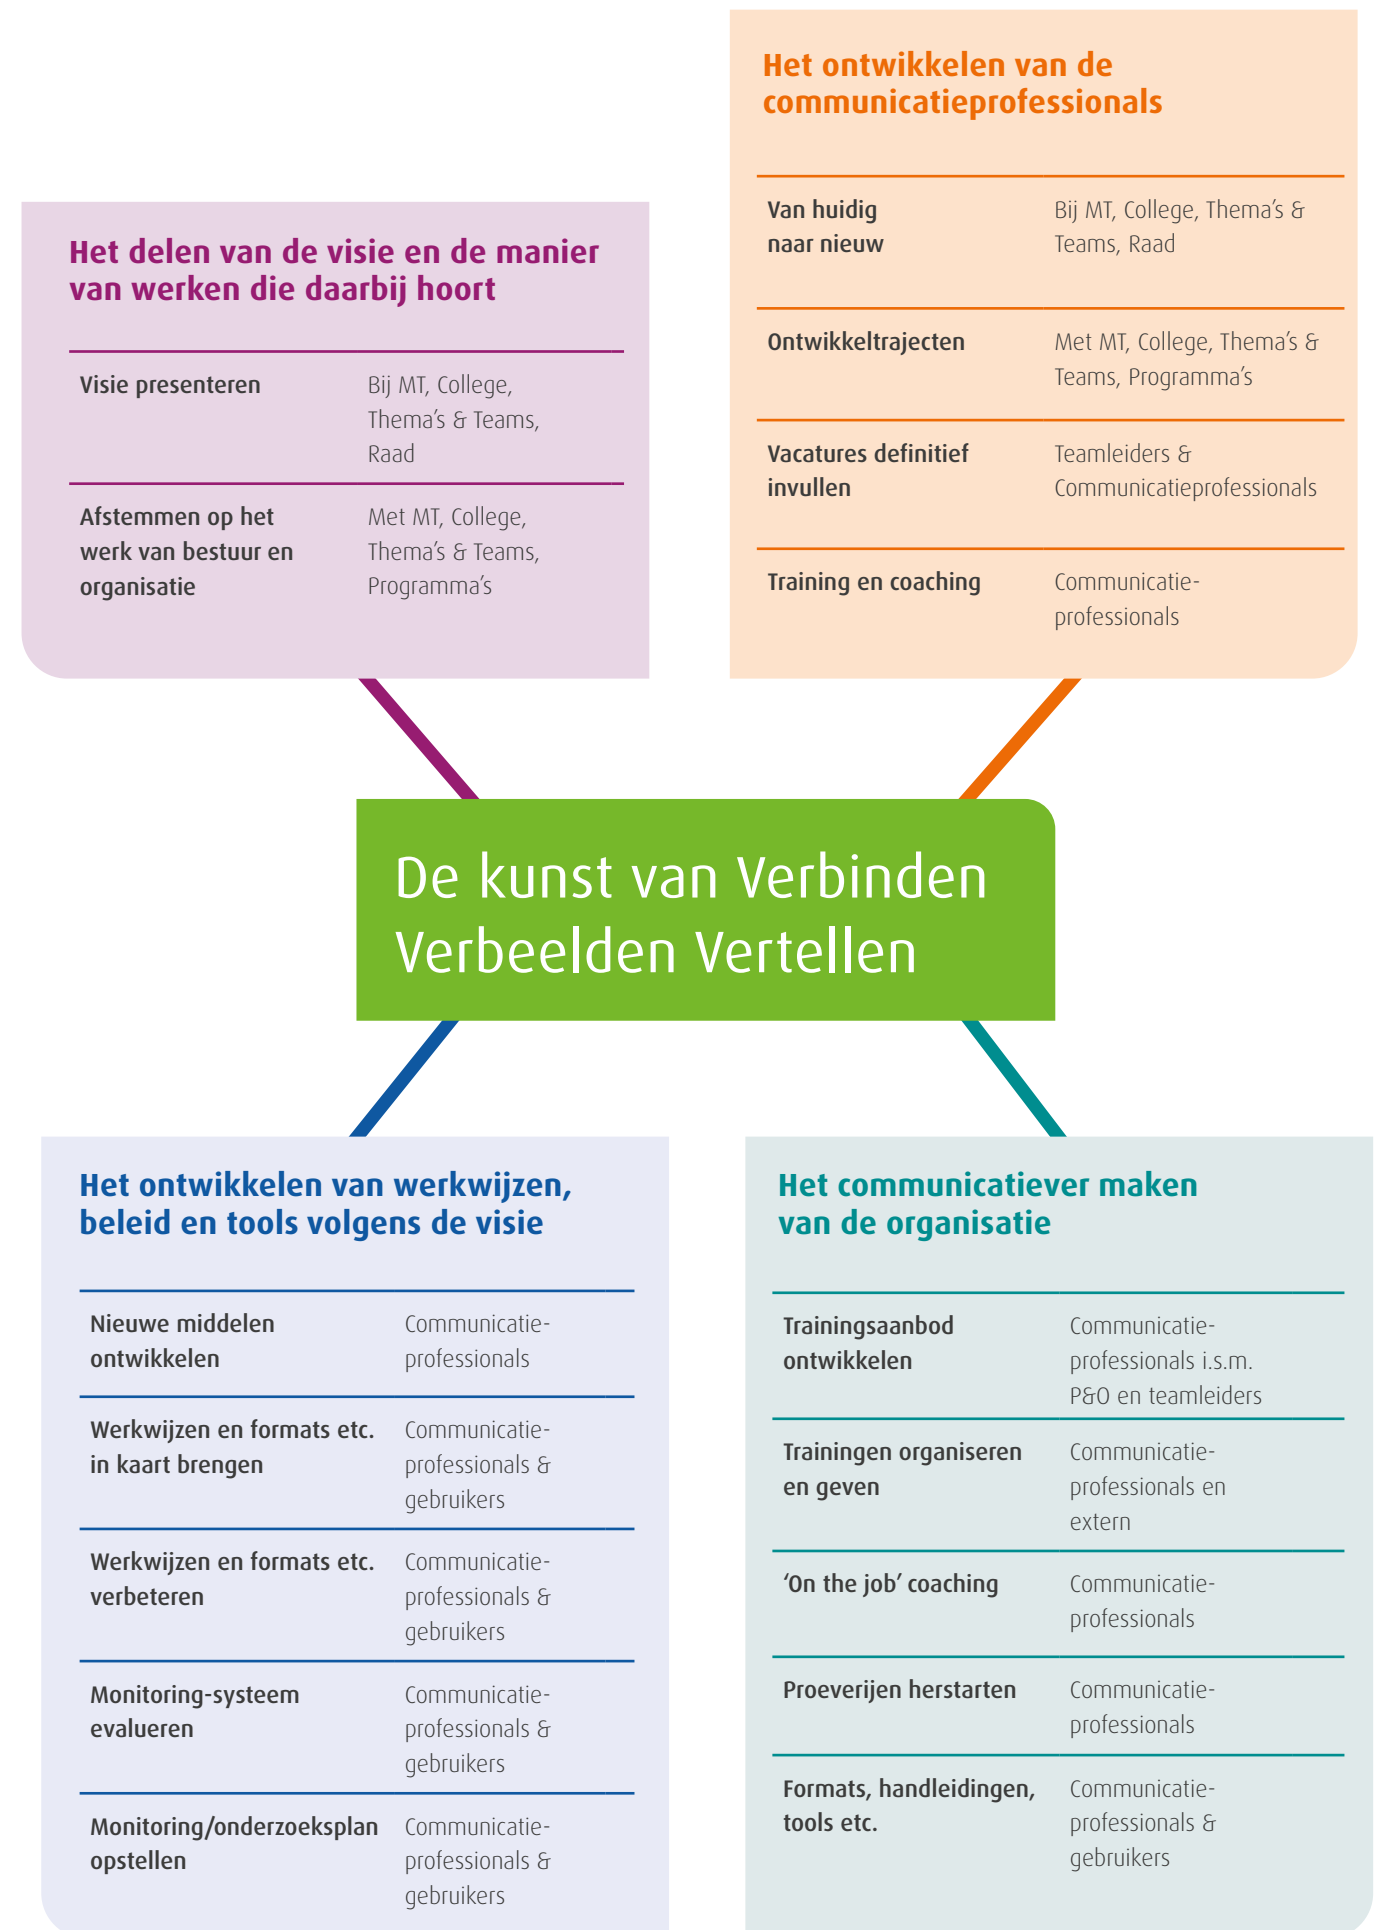 Het delen van de visie en de manier
van werken die daarbij hoort
Visie presenteren
Bij MT, College,
Thema’s & Teams,
Raad
Afstemmen op het
werk van bestuur en
organisatie
Met MT, College,
Thema’s & Teams,
Programma’s
Het ontwikkelen van de
communicatieprofessionals
Van huidig
naar nieuw
Bij MT, College, Thema’s &
Teams, Raad
Ontwikkeltrajecten
Met MT, College, Thema’s &
Teams, Programma’s
Vacatures definitief
invullen
Teamleiders &
Communicatieprofessionals
Training en coaching
Communicatie-
professionals
De kunst van Verbinden
Verbeelden Vertellen
Het ontwikkelen van werkwijzen,
beleid en tools volgens de visie
Nieuwe middelen
ontwikkelen
Communicatie-
professionals
Werkwijzen en formats etc.
in kaart brengen
Communicatie-
professionals &
gebruikers
Werkwijzen en formats etc.
verbeteren
Communicatie-
professionals &
gebruikers
Monitoring-systeem
evalueren
Communicatie-
professionals &
gebruikers
Monitoring/onderzoeksplan
opstellen
Communicatie-
professionals &
gebruikers
Het communicatiever maken
van de organisatie
Trainingsaanbod
ontwikkelen
Communicatie-
professionals i.s.m.
P&O en teamleiders
Trainingen organiseren
en geven
Communicatie-
professionals en
extern
‘On the job’ coaching
Communicatie-
professionals
Proeverijen herstarten
Communicatie-
professionals
Formats, handleidingen,
tools etc.
Communicatie-
professionals &
gebruikers